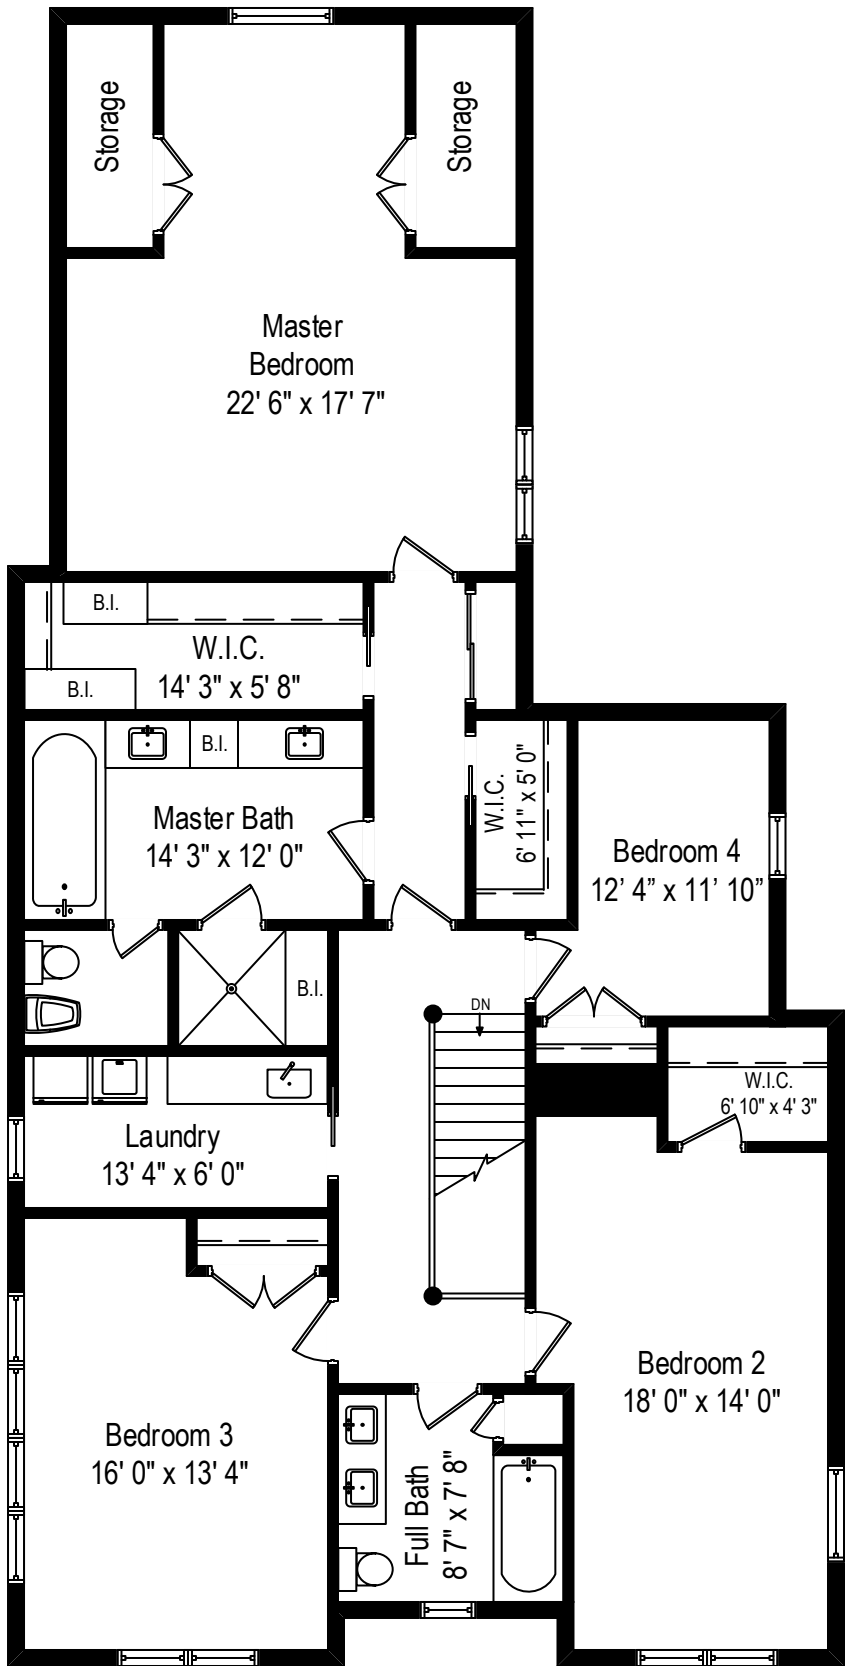 Storage
Storage
Master
Bedroom
22' 6" x 17' 7"
B.I.
W.I.C.
14' 3" x 5' 8"
B.I.
B.I.
W.I.C.
6' 11" x 5' 0"
Master Bath
14' 3" x 12' 0"
Bedroom 4
12’ 4” x 11’ 10”
B.I.
DN
W.I.C.
6' 10" x 4' 3"
Laundry
13' 4" x 6' 0"
Bedroom 2
18' 0" x 14' 0"
Bedroom 3
16' 0" x 13' 4"
Full Bath
8' 7" x 7' 8"